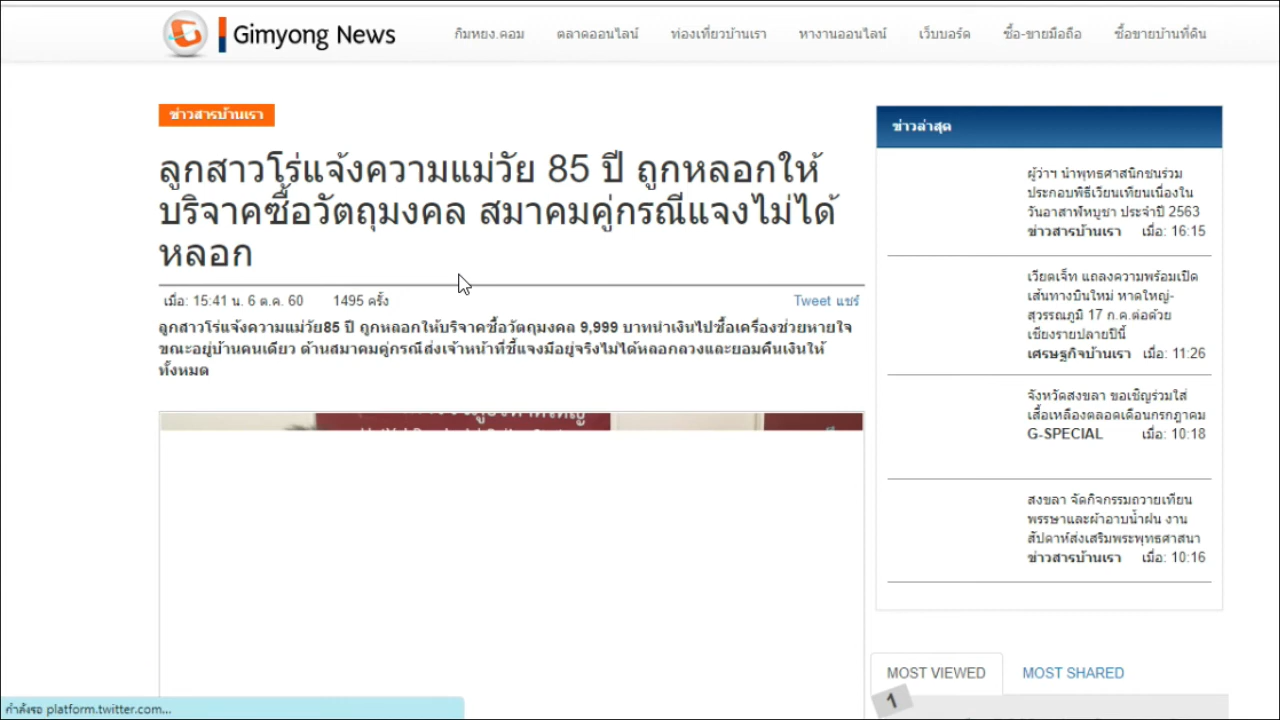 Gimyong News
กิมหยง.คอม ตลาดออนไลน์ ท่องเที่ยวบ้านเรา หางานออนไลน์ เว็บบอร์ด ซื้อ-ขายมือถือ ซื้อขายบ้านที่ดิน
ข่าวสารบ้านเรา
ลูกสาวโร่แจ้งความแม่วัย 85 ปี ถูกหลอกให้
บริจาคซื้อวัตถุมงคล สมาคมคู่กรณีแจงไม่ได้
หลอก
เมื่อ: 15:41 น. 6 ต.ค. 60 1495 ครั้ง
Tweet แชร์
ลูกสาวโร่แจ้งความแม่วัย85 ปี ถูกหลอกให้บริจาคซื้อวัตถุมงคล 9,999 บาทนำเงินไปซื้อเครื่องช่วยหายใจ
ขณะอยู่บ้านคนเดียว ด้านสมาคมคู่กรณีส่งเจ้าหน้าที่ชี้แจงมีอยู่จริงไม่ได้หลอกลวงและยอมคืนเงินให้
ทั้งหมด
ข่าวล่าสุด
ผู้ว่าฯ นำพุทธศาสนิกชนร่วม
ประกอบพิธีเวียนเทียนเนื่องใน
วันอาสาฬหบูชา ประจำปี 2563
ข่าวสารบ้านเรา เมื่อ: 16:15
เวียตเจ็ท แถลงความพร้อมเปิด
เส้นทางบินใหม่ หาดใหญ่-
สุวรรณภูมิ 17 ก.ค.ต่อด้วย
เชียงรายปลายปีนี้
เศรษฐกิจบ้านเรา เมื่อ: 11:26
จังหวัดสงขลา ขอเชิญร่วมใส่
เสื้อเหลืองตลอดเดือนกรกฎาคม
G-SPECIAL เมื่อ: 10:18
สงขลา จัดกิจกรรมถวายเทียน
พรรษาและผ้าอาบน้ำฝน งาน
สัปดาห์ส่งเสริมพระพุทธศาสนา
ข่าวสารบ้านเรา เมื่อ: 10:16
MOST VIEWED MOST SHARED
1
กำลังรอ platform.twitter.com...